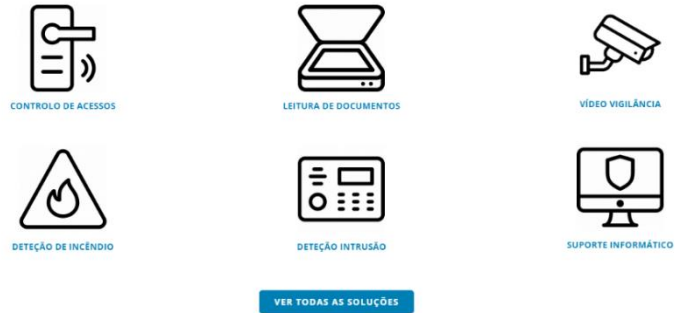 CONTROLO DE ACESSOS
LEITURA DE DOCUMENTOS
VÍDEO VIGILÂNCIA
DETEÇÃO DE INCÊNDIO
DETEÇÃO INTRUSÃO
SUPORTE INFORMÁTICO
VER TODAS AS SOLUÇÕES